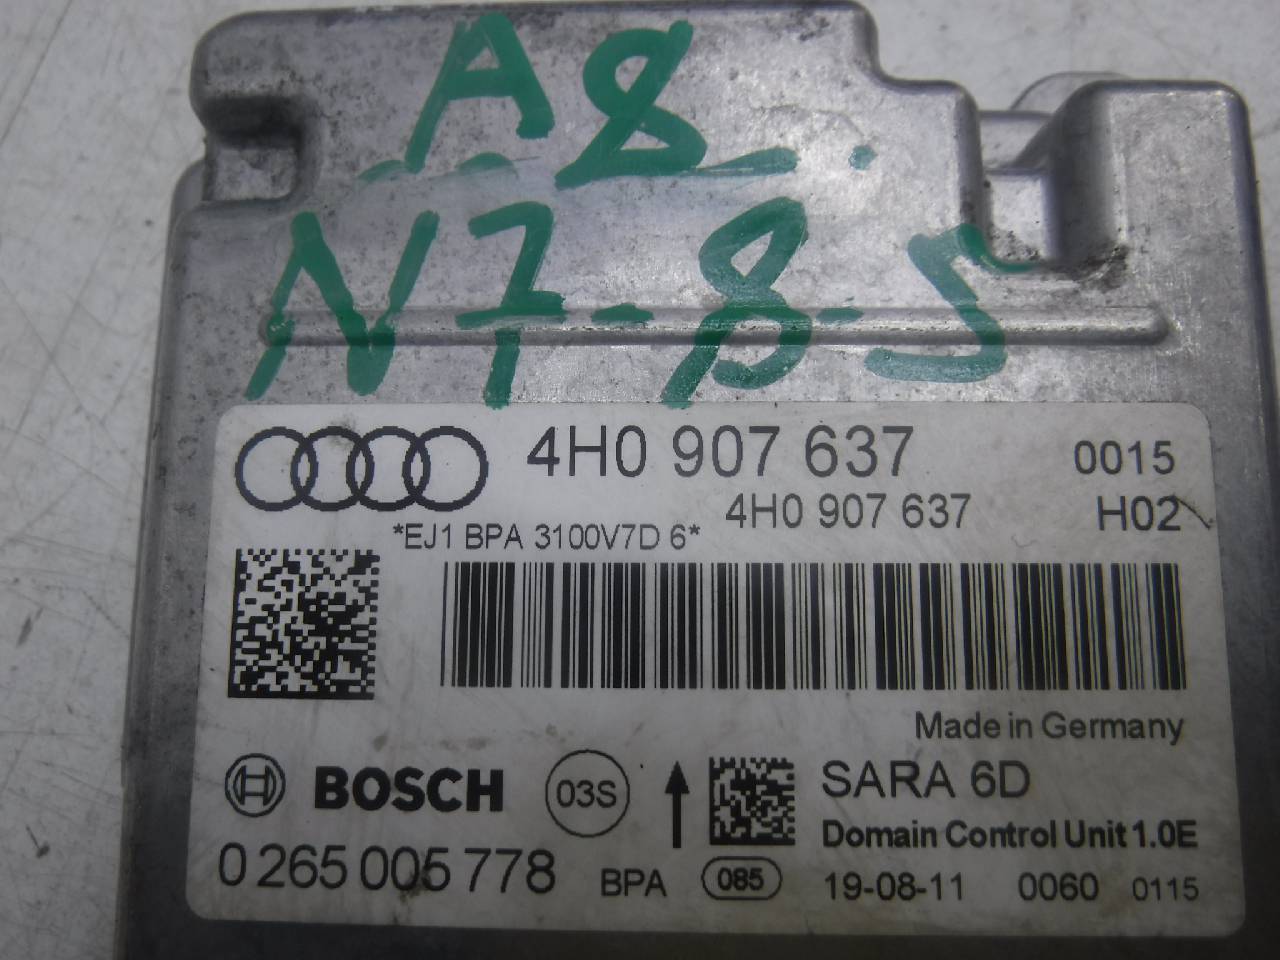 A8
N7-8-5
4H0 907 637 0015
4H0 907 637 H02
*EJ1 BPA 3100V7D 6*
Made in Germany
BOSCH 03S SARA 6D
Domain Control Unit 1.0E
0 265 005 778 BPA 085 19-08-11 0060 0115